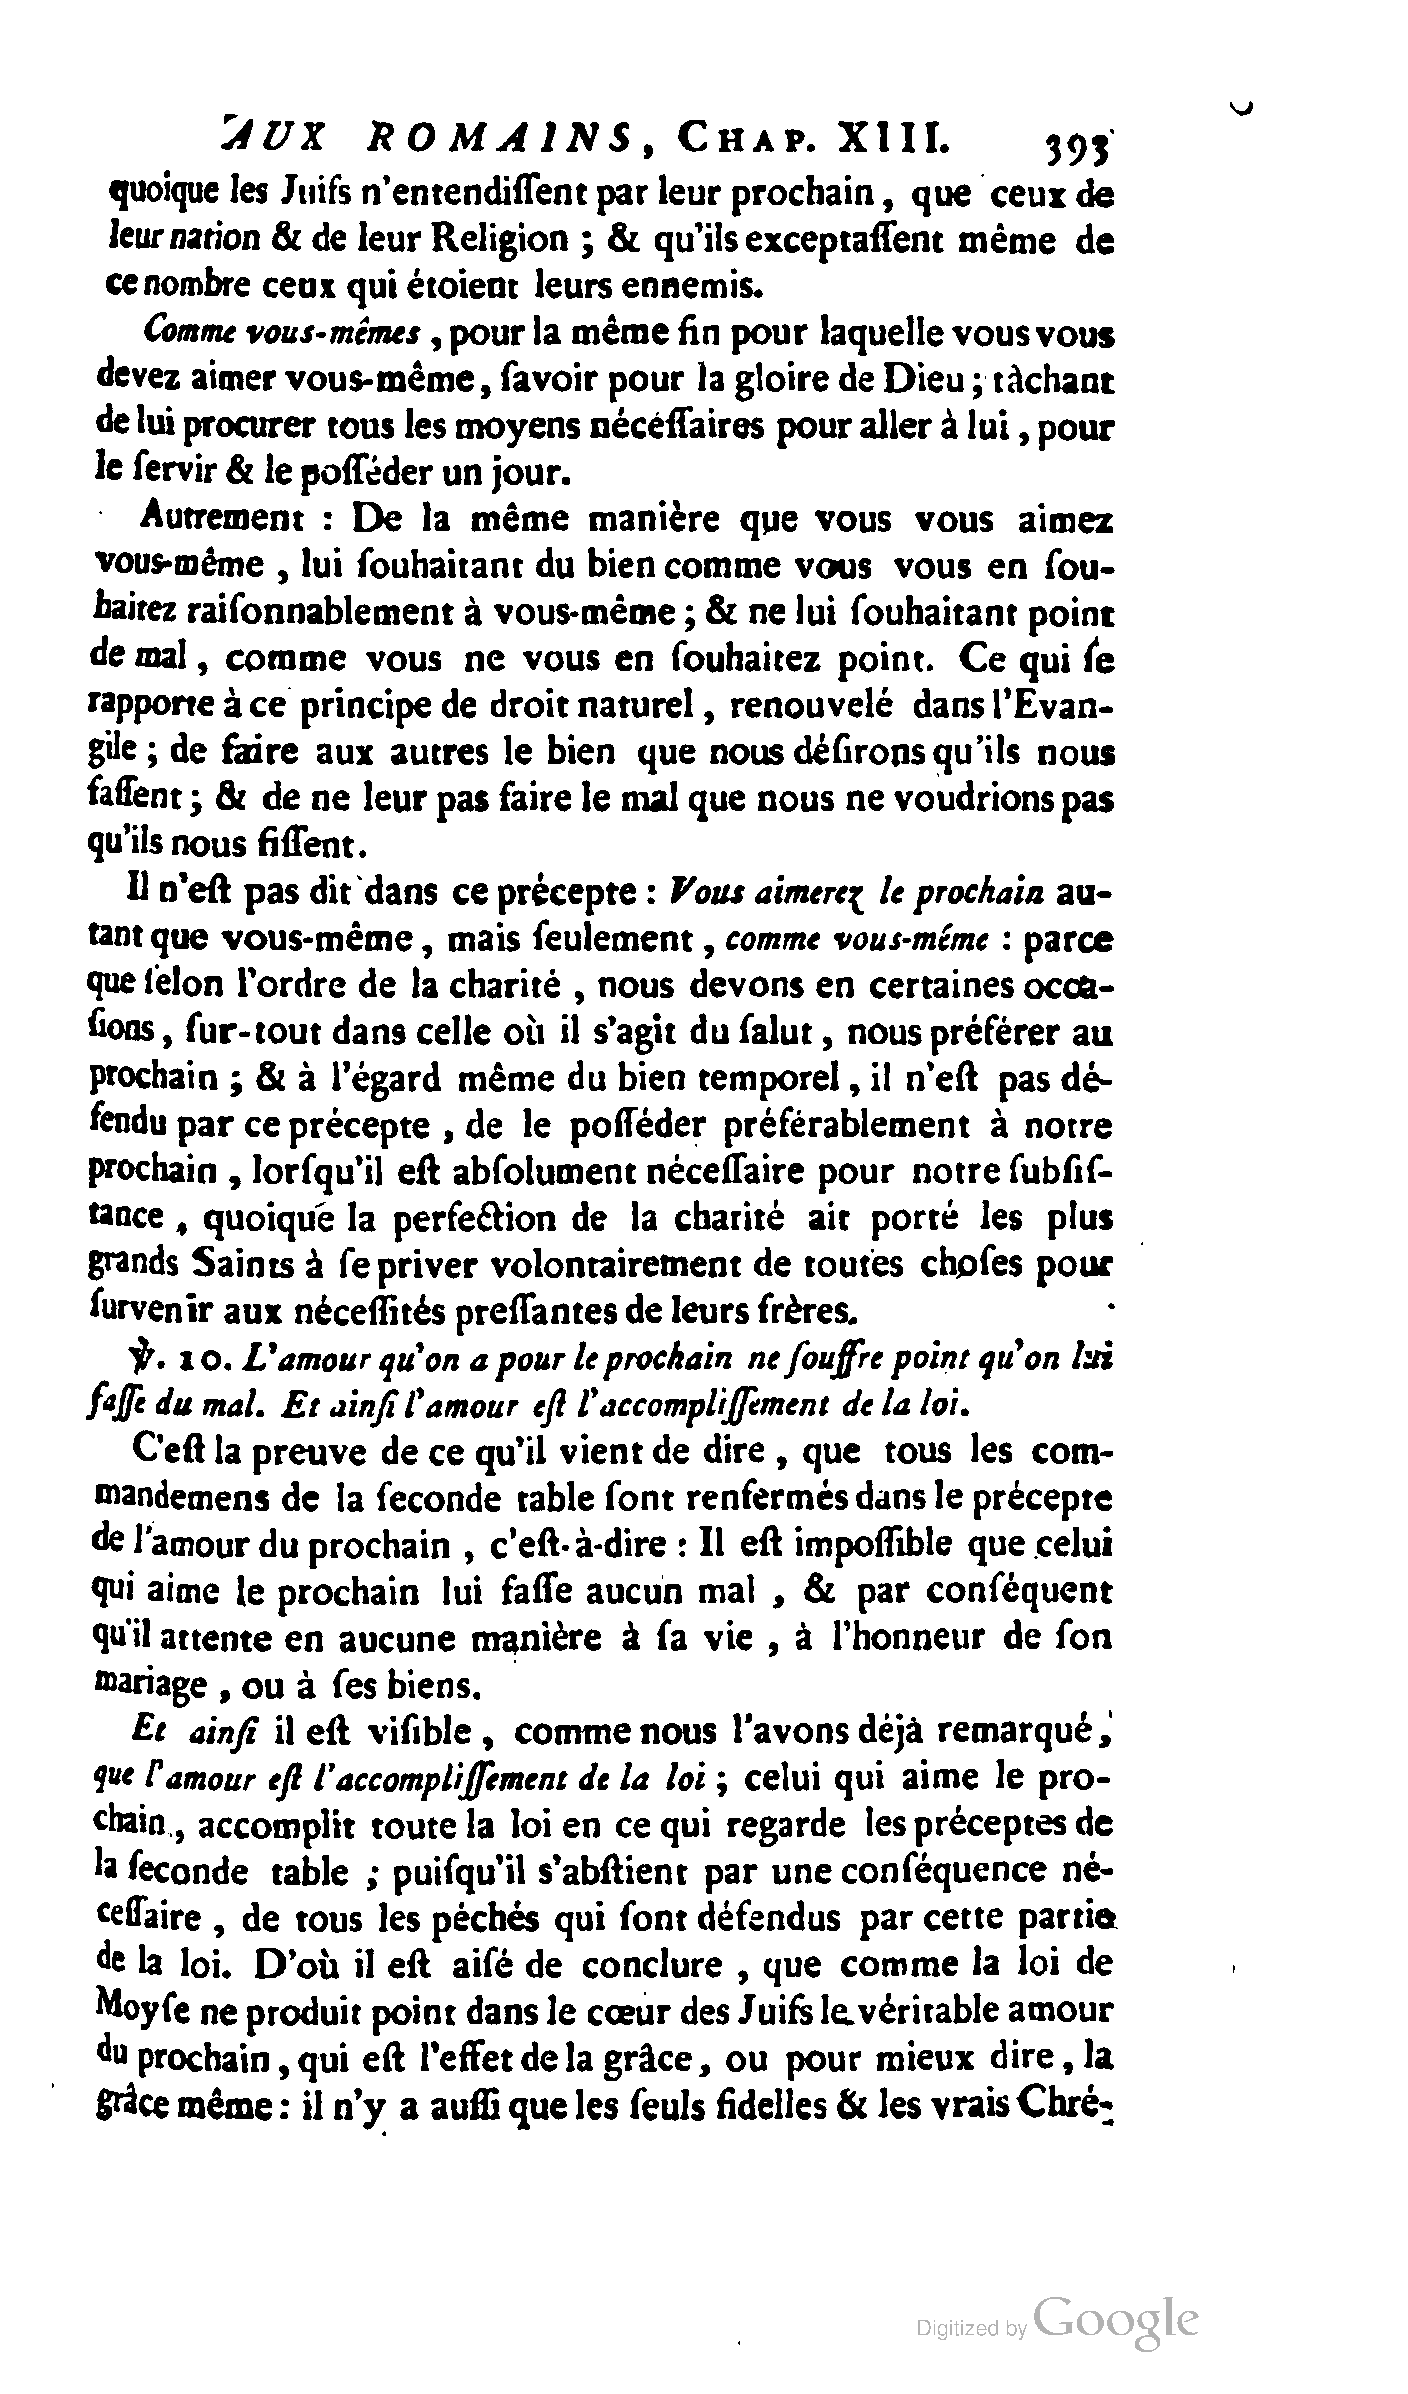 AUX ROMAINS, CHAP. XIII. 393
quoique les Juifs n'entendiſſent par leur prochain, que ceux de
leur nation & de leur Religion ; & qu'ils exceptaſſent même de
ce nombre ceux qui étoient leurs ennemis.
Comme vous-mêmes, pour la même fin pour laquelle vous vous
devez aimer vous-même, ſavoir pour la gloire de Dieu ; tâchant
de lui procurer tous les moyens néceſſaires pour aller à lui, pour
le ſervir & le poſſéder un jour.
Autrement : De la même manière que vous vous aimez
vous-même, lui ſouhaitant du bien comme vous vous en ſou-
haitez raiſonnablement à vous-même ; & ne lui ſouhaitant point
de mal, comme vous ne vous en ſouhaitez point. Ce qui ſe
rapporte à ce principe de droit naturel, renouvelé dans l'Evan-
gile ; de faire aux autres le bien que nous déſirons qu'ils nous
faſſent ; & de ne leur pas faire le mal que nous ne voudrions pas
qu'ils nous fiſſent.
Il n'eſt pas dit dans ce précepte : Vous aimerez le prochain au-
tant que vous-même, mais ſeulement, comme vous-même : parce
que ſelon l'ordre de la charité, nous devons en certaines occa-
ſions, ſur-tout dans celle où il s'agit du ſalut, nous préférer au
prochain ; & à l'égard même du bien temporel, il n'eſt pas dé-
fendu par ce précepte, de le poſſéder préférablement à notre
prochain, lorſqu'il eſt abſolument néceſſaire pour notre ſubſiſ-
tance, quoique la perfection de la charité ait porté les plus
grands Saints à ſe priver volontairement de toutes choſes pour
ſurvenir aux néceſſités preſſantes de leurs frères.
℣. 10. L'amour qu'on a pour le prochain ne ſouffre point qu'on lui
faſſe du mal. Et ainſi l'amour eſt l'accompliſſement de la loi.
C'eſt la preuve de ce qu'il vient de dire, que tous les com-
mandemens de la ſeconde table ſont renfermés dans le précepte
de l'amour du prochain, c'eſt-à-dire : Il eſt impoſſible que celui
qui aime le prochain lui faſſe aucun mal, & par conſéquent
qu'il attente en aucune manière à ſa vie, à l'honneur de ſon
mariage, ou à ſes biens.
Et ainſi il eſt viſible, comme nous l'avons déjà remarqué,
que l'amour eſt l'accompliſſement de la loi ; celui qui aime le pro-
chain, accomplit toute la loi en ce qui regarde les préceptes de
la ſeconde table ; puiſqu'il s'abſtient par une conſéquence né-
ceſſaire, de tous les péchés qui ſont défendus par cette partie
de la loi. D'où il eſt aiſé de conclure, que comme la loi de
Moyſe ne produit point dans le cœur des Juifs le véritable amour
du prochain, qui eſt l'effet de la grâce, ou pour mieux dire, la
grâce même : il n'y a auſſi que les ſeuls fidelles & les vrais Chré-
Digitized by Google